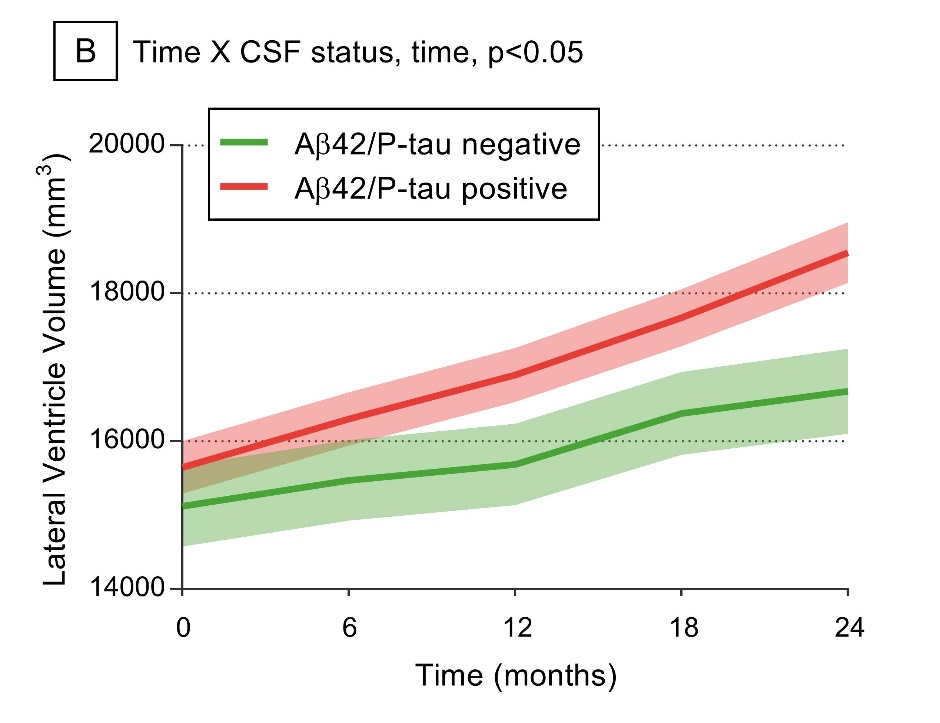 B Time X CSF status, time, p<0.05
Aβ42/P-tau negative
Aβ42/P-tau positive
Lateral Ventricle Volume (mm³)
20000
18000
16000
14000
0 6 12 18 24
Time (months)